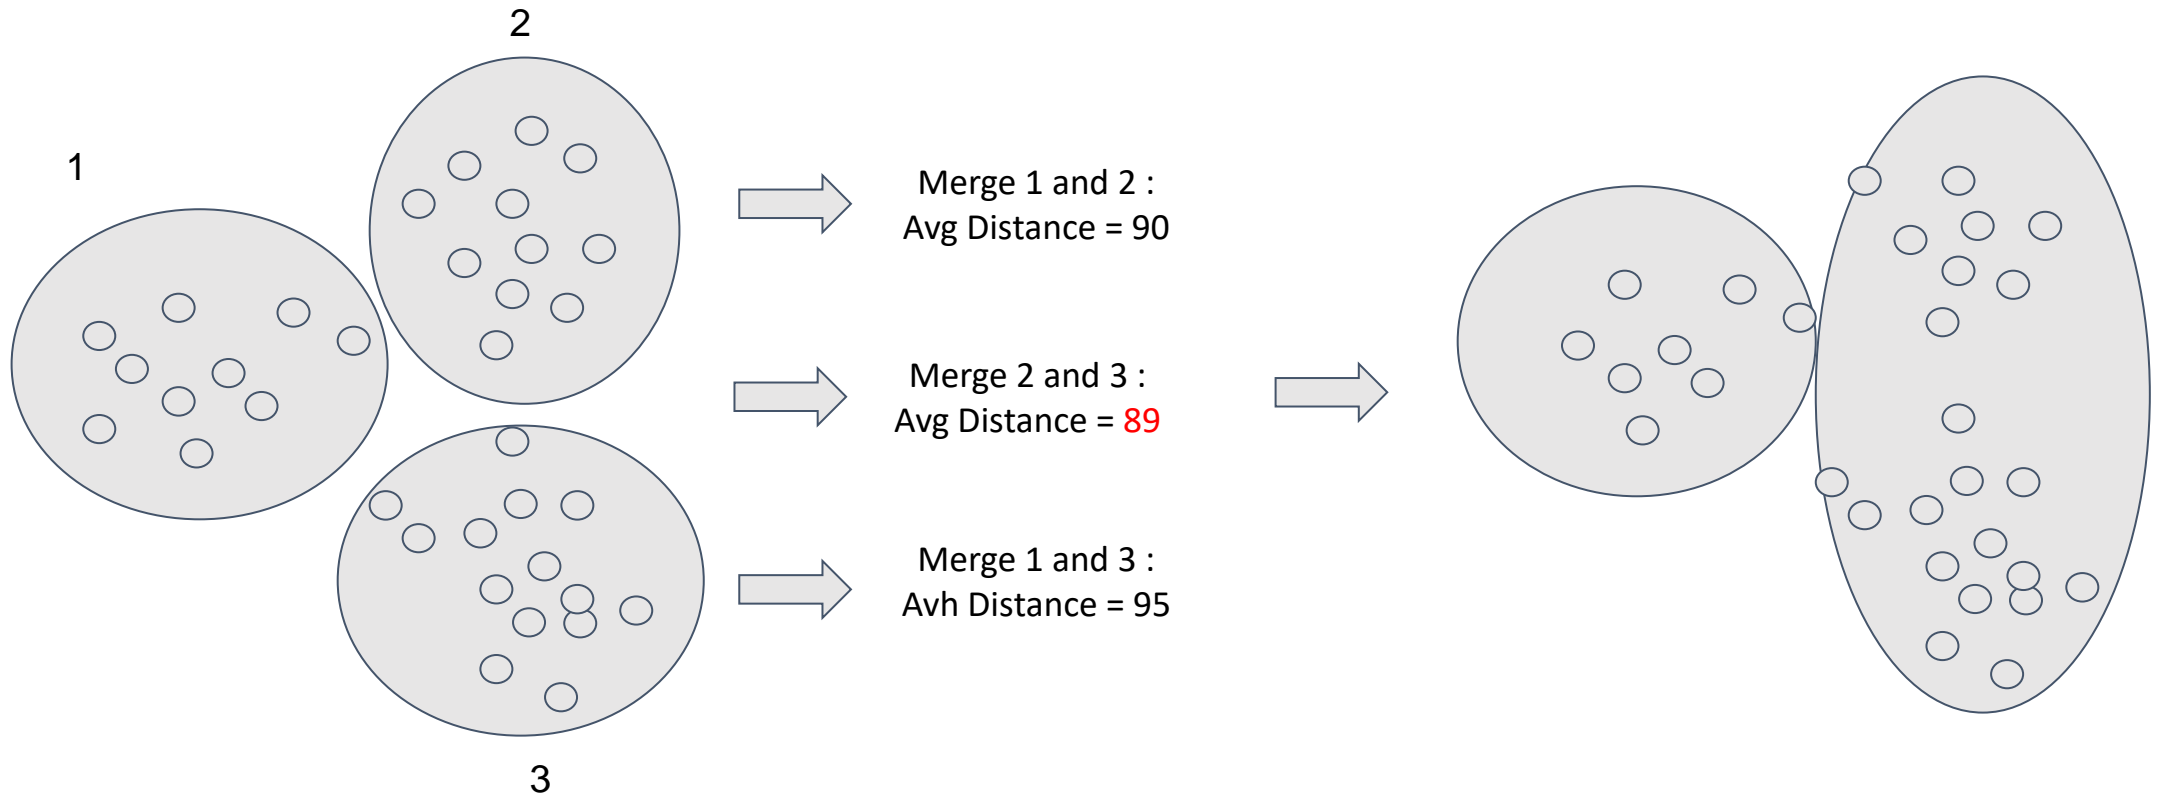 2
1
Merge 1 and 2 :
Avg Distance = 90
Merge 2 and 3 :
Avg Distance = 89
Merge 1 and 3 :
Avh Distance = 95
3